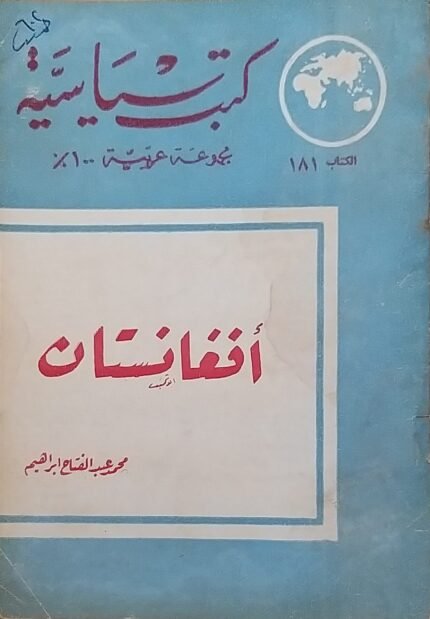 كتب سياسية
مجموعة عربية ١٠٠٪
الكتاب ١٨١
أفغانستان
محمد عبد الفتاح ابراهيم